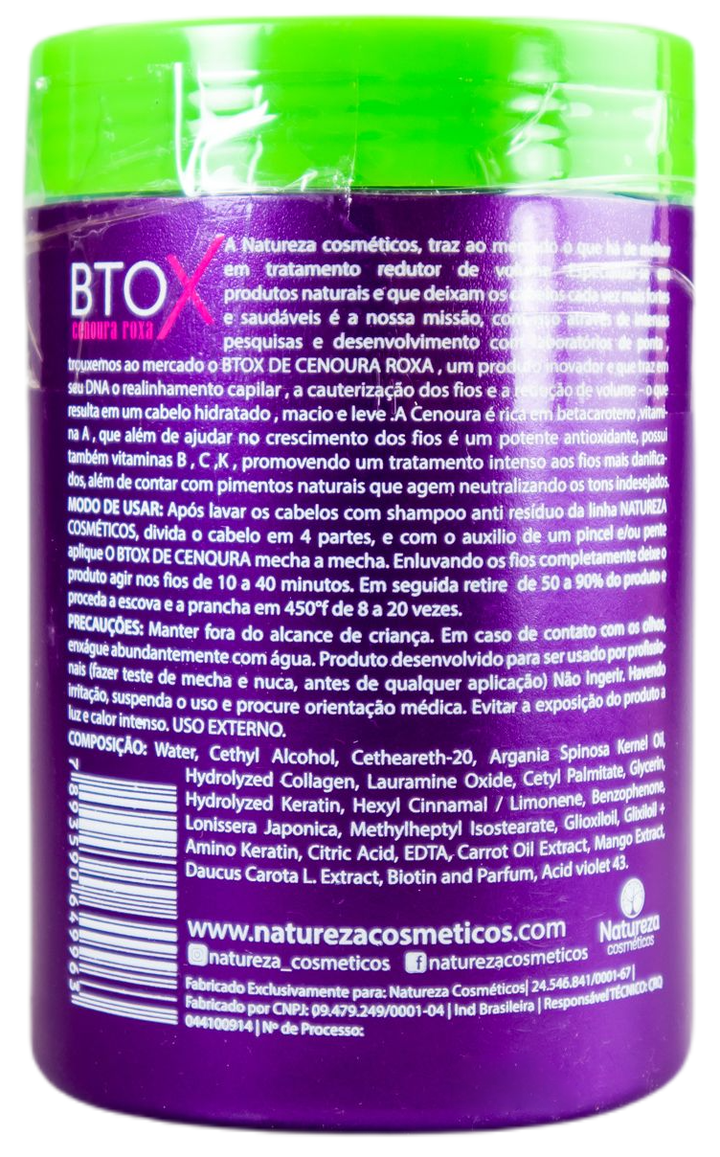 BTOX
cenoura roxa
A Natureza cosméticos, traz ao mercado o que há de melhor
em tratamento redutor de volume. Especializar-se em
produtos naturais e que deixam os cabelos cada vez mais fortes
e saudáveis é a nossa missão, com isto através de intensas
pesquisas e desenvolvimento com laboratórios de ponta ,
trouxemos ao mercado o BTOX DE CENOURA ROXA , um produto inovador e que traz em
seu DNA o realinhamento capilar , a cauterização dos fios e a redução de volume - o que
resulta em um cabelo hidratado , macio e leve .A Cenoura é rica em betacaroteno ,vitami-
na A , que além de ajudar no crescimento dos fios é um potente antioxidante, possui
também vitaminas B , C ,K , promovendo um tratamento intenso aos fios mais danifica-
dos, além de contar com pimentos naturais que agem neutralizando os tons indesejados.
MODO DE USAR: Após lavar os cabelos com shampoo anti resíduo da linha NATUREZA
COSMÉTICOS, divida o cabelo em 4 partes, e com o auxilio de um pincel e/ou pente
aplique O BTOX DE CENOURA mecha a mecha. Enluvando os fios completamente deixe o
produto agir nos fios de 10 a 40 minutos. Em seguida retire de 50 a 90% do produto e
proceda a escova e a prancha em 450°f de 8 a 20 vezes.
PRECAUÇÕES: Manter fora do alcance de criança. Em caso de contato com os olhos,
enxágue abundantemente com água. Produto desenvolvido para ser usado por profissio-
nais (fazer teste de mecha e nuca, antes de qualquer aplicação) Não Ingerir. Havendo
irritação, suspenda o uso e procure orientação médica. Evitar a exposição do produto a
luz e calor intenso. USO EXTERNO.
COMPOSIÇÃO: Water, Cethyl Alcohol, Cetheareth-20, Argania Spinosa Kernel Oil,
Hydrolyzed Collagen, Lauramine Oxide, Cetyl Palmitate, Glycerin,
Hydrolyzed Keratin, Hexyl Cinnamal / Limonene, Benzophenone,
Lonissera Japonica, Methylheptyl Isostearate, Glioxiloil, Glixiloil +
Amino Keratin, Citric Acid, EDTA, Carrot Oil Extract, Mango Extract,
Daucus Carota L. Extract, Biotin and Parfum, Acid violet 43.
7893590649963
www.naturezacosmeticos.com
natureza_cosmeticos naturezacosmeticos
Natureza
cosméticos
Fabricado Exclusivamente para: Natureza Cosméticos| 24.546.841/0001-67 |
Fabricado por CNPJ: 09.479.249/0001-04 | Ind Brasileira | Responsável TÉCNICO: CRQ
044100914 | Nº de Processo: